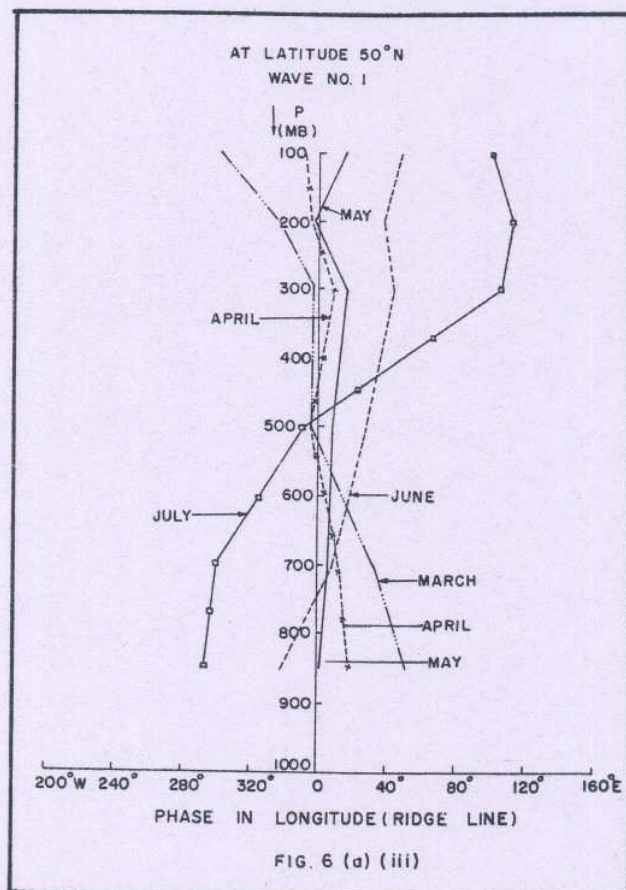 AT LATITUDE 50°N
WAVE NO. 1
P
(MB)
100
MAY
200
300
APRIL
400
500
600
JUNE
JULY
700
MARCH
APRIL
800
MAY
900
1000
200°W 240° 280° 320° 0 40° 80° 120° 160°E
PHASE IN LONGITUDE (RIDGE LINE)
FIG. 6 (a) (iii)